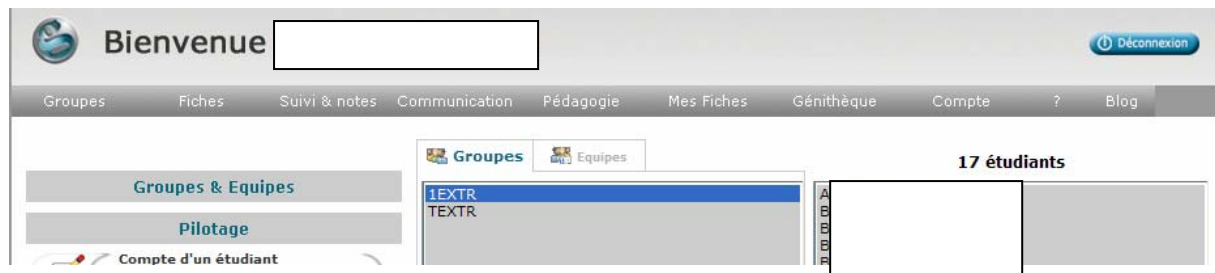 Bienvenue
Déconnexion
Groupes Fiches Suivi & notes Communication Pédagogie Mes Fiches Génithèque Compte ? Blog
Groupes Equipes
17 étudiants
Groupes & Equipes
1EXTR
TEXTR
Pilotage
Compte d'un étudiant
A
B
B
B
B